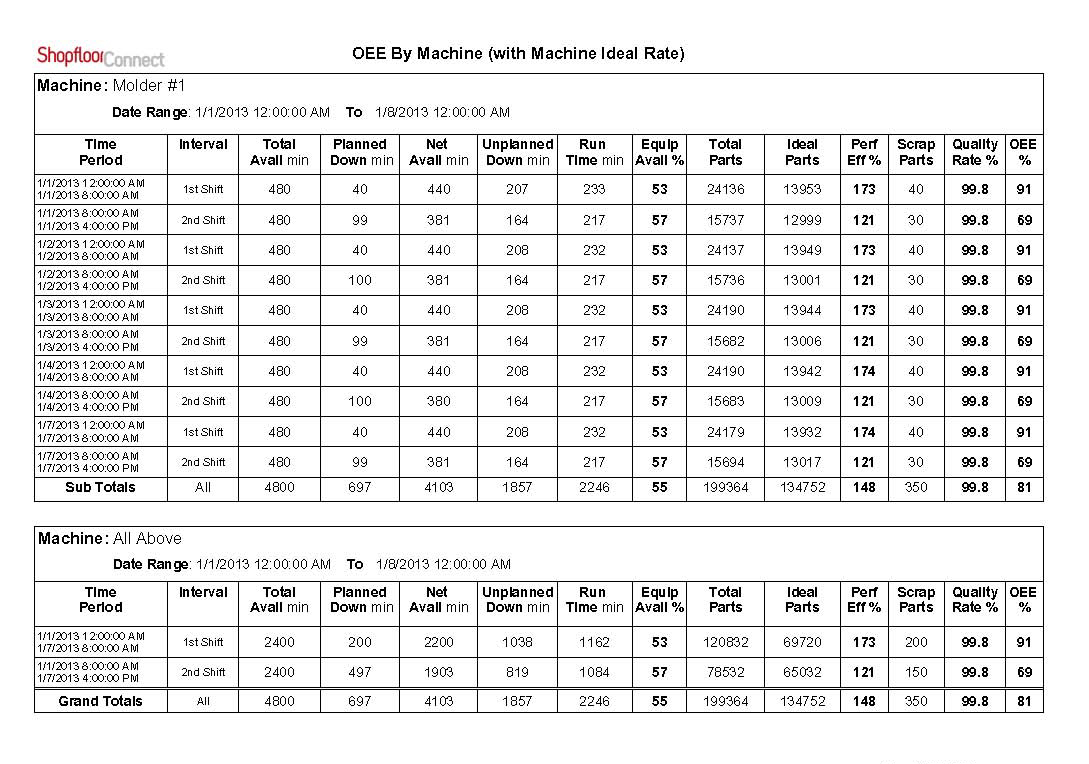 ShopfloorConnect
OEE By Machine (with Machine Ideal Rate)
Machine: Molder #1
Date Range: 1/1/2013 12:00:00 AM To 1/8/2013 12:00:00 AM
Time Period Interval Total Avail min Planned Down min Net Avail min Unplanned Down min Run Time min Equip Avail % Total Parts Ideal Parts Perf Eff % Scrap Parts Quality Rate % OEE %
1/1/2013 12:00:00 AM
1/1/2013 8:00:00 AM 1st Shift 480 40 440 207 233 53 24136 13953 173 40 99.8 91
1/1/2013 8:00:00 AM
1/1/2013 4:00:00 PM 2nd Shift 480 99 381 164 217 57 15737 12999 121 30 99.8 69
1/2/2013 12:00:00 AM
1/2/2013 8:00:00 AM 1st Shift 480 40 440 208 232 53 24137 13949 173 40 99.8 91
1/2/2013 8:00:00 AM
1/2/2013 4:00:00 PM 2nd Shift 480 100 381 164 217 57 15736 13001 121 30 99.8 69
1/3/2013 12:00:00 AM
1/3/2013 8:00:00 AM 1st Shift 480 40 440 208 232 53 24190 13944 173 40 99.8 91
1/3/2013 8:00:00 AM
1/3/2013 4:00:00 PM 2nd Shift 480 99 381 164 217 57 15682 13006 121 30 99.8 69
1/4/2013 12:00:00 AM
1/4/2013 8:00:00 AM 1st Shift 480 40 440 208 232 53 24190 13942 174 40 99.8 91
1/4/2013 8:00:00 AM
1/4/2013 4:00:00 PM 2nd Shift 480 100 380 164 217 57 15683 13009 121 30 99.8 69
1/7/2013 12:00:00 AM
1/7/2013 8:00:00 AM 1st Shift 480 40 440 208 232 53 24179 13932 174 40 99.8 91
1/7/2013 8:00:00 AM
1/7/2013 4:00:00 PM 2nd Shift 480 99 381 164 217 57 15694 13017 121 30 99.8 69
Sub Totals All 4800 697 4103 1857 2246 55 199364 134752 148 350 99.8 81
Machine: All Above
Date Range: 1/1/2013 12:00:00 AM To 1/8/2013 12:00:00 AM
Time Period Interval Total Avail min Planned Down min Net Avail min Unplanned Down min Run Time min Equip Avail % Total Parts Ideal Parts Perf Eff % Scrap Parts Quality Rate % OEE %
1/1/2013 12:00:00 AM
1/7/2013 8:00:00 AM 1st Shift 2400 200 2200 1038 1162 53 120832 69720 173 200 99.8 91
1/1/2013 8:00:00 AM
1/7/2013 4:00:00 PM 2nd Shift 2400 497 1903 819 1084 57 78532 65032 121 150 99.8 69
Grand Totals All 4800 697 4103 1857 2246 55 199364 134752 148 350 99.8 81